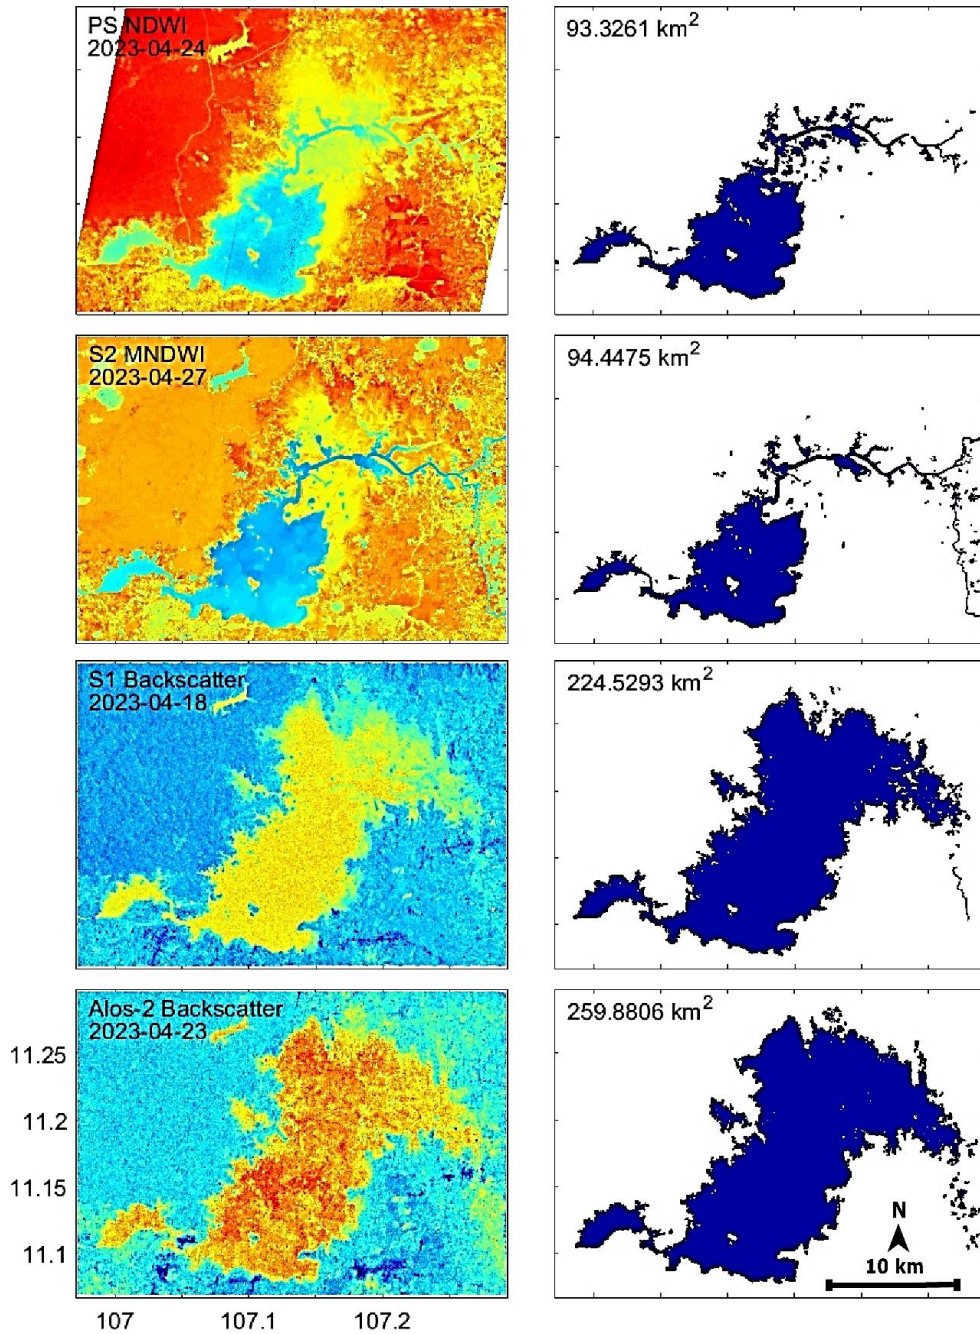 PS NDWI
2023-04-24
93.3261 km²
S2 MNDWI
2023-04-27
94.4475 km²
S1 Backscatter
2023-04-18
224.5293 km²
Alos-2 Backscatter
2023-04-23
259.8806 km²
11.25
11.2
11.15
11.1
N
10 km
107
107.1
107.2